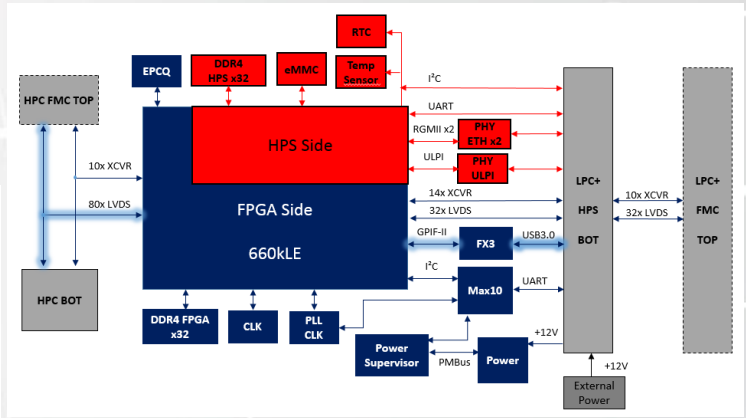 RTC
EPCQ
DDR4
HPS x32
eMMC
Temp
Sensor
I²C
HPC FMC TOP
UART
HPS Side
RGMII x2
PHY
ETH x2
ULPI
PHY
ULPI
10x XCVR
80x LVDS
FPGA Side
660kLE
14x XCVR
32x LVDS
GPIF-II
FX3
USB3.0
LPC+
HPS
BOT
10x XCVR
32x LVDS
LPC+
FMC
TOP
I²C
Max10
UART
HPC BOT
DDR4 FPGA
x32
CLK
PLL
CLK
Power
Supervisor
PMBus
Power
+12V
+12V
External
Power